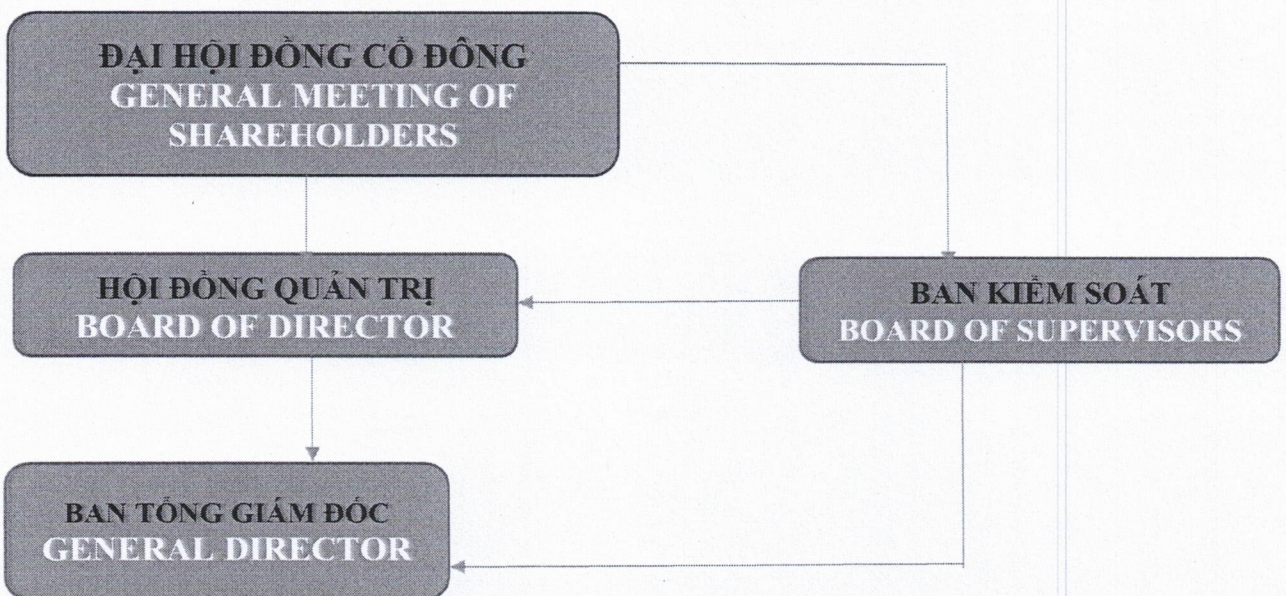 ĐẠI HỘI ĐỒNG CỔ ĐÔNG
GENERAL MEETING OF
SHAREHOLDERS
HỘI ĐỒNG QUẢN TRỊ
BOARD OF DIRECTOR
BAN KIỂM SOÁT
BOARD OF SUPERVISORS
BAN TỔNG GIÁM ĐỐC
GENERAL DIRECTOR